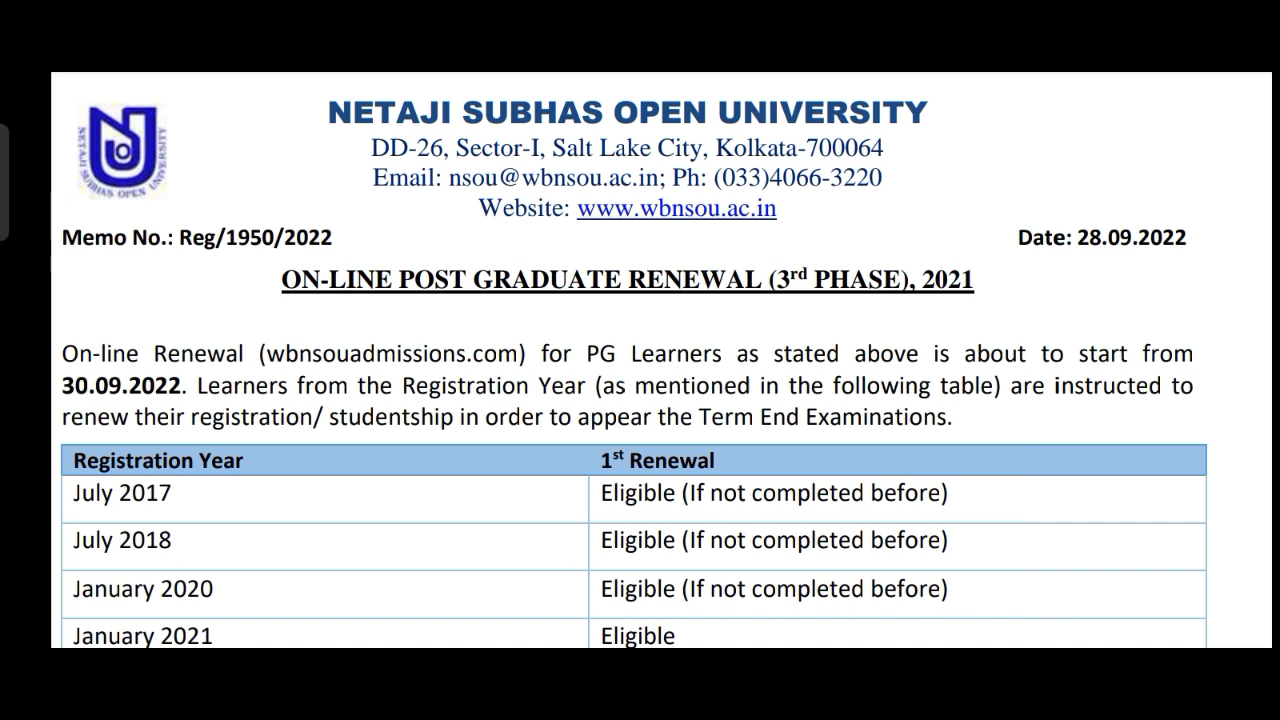 NETAJI SUBHAS OPEN UNIVERSITY
NETAJI SUBHAS OPEN UNIVERSITY
DD-26, Sector-I, Salt Lake City, Kolkata-700064
Email: nsou@wbnsou.ac.in; Ph: (033)4066-3220
Website: www.wbnsou.ac.in
Memo No.: Reg/1950/2022 Date: 28.09.2022
ON-LINE POST GRADUATE RENEWAL (3rd PHASE), 2021
On-line Renewal (wbnsouadmissions.com) for PG Learners as stated above is about to start from
30.09.2022. Learners from the Registration Year (as mentioned in the following table) are instructed to
renew their registration/ studentship in order to appear the Term End Examinations.
Registration Year 1st Renewal
July 2017 Eligible (If not completed before)
July 2018 Eligible (If not completed before)
January 2020 Eligible (If not completed before)
January 2021 Eligible